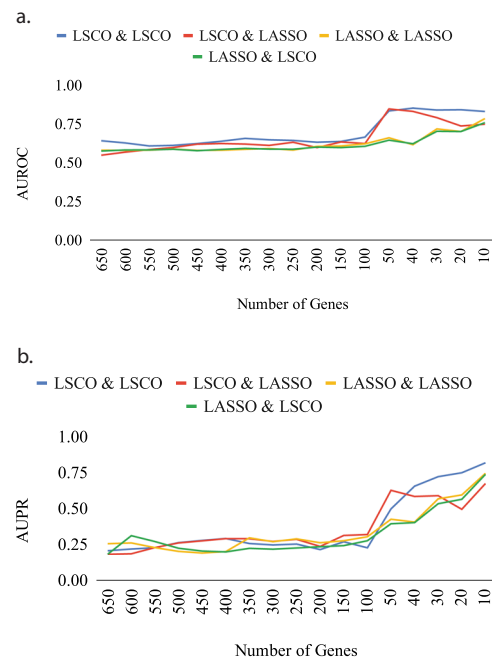 a.
LSCO & LSCO LSCO & LASSO LASSO & LASSO
LASSO & LSCO
1.00
0.75
0.50
0.25
0.00
AUROC
650 600 550 500 450 400 350 300 250 200 150 100 50 40 30 20 10
Number of Genes
b.
LSCO & LSCO LSCO & LASSO LASSO & LASSO
LASSO & LSCO
1.00
0.75
0.50
0.25
0.00
AUPR
650 600 550 500 450 400 350 300 250 200 150 100 50 40 30 20 10
Number of Genes